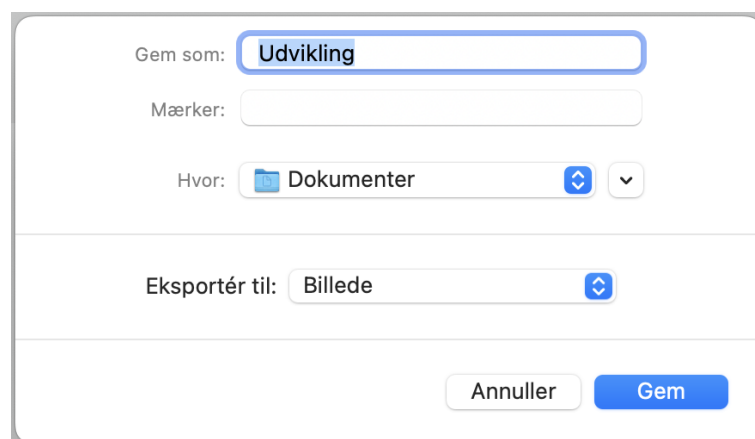 Gem som: Udvikling
Mærker:
Hvor: Dokumenter
Eksportér til: Billede
Annuller Gem